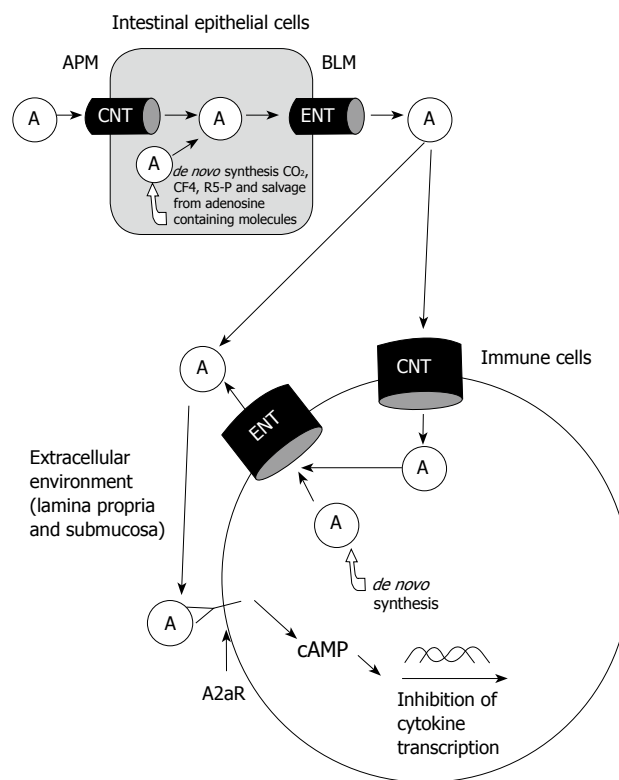 Intestinal epithelial cells
APM
BLM
A
CNT
A
ENT
A
A
de novo synthesis CO₂,
CF4, R5-P and salvage
from adenosine
containing molecules
A
CNT
Immune cells
ENT
A
Extracellular
environment
(lamina propria
and submucosa)
A
de novo
synthesis
A
cAMP
A2aR
Inhibition of
cytokine
transcription